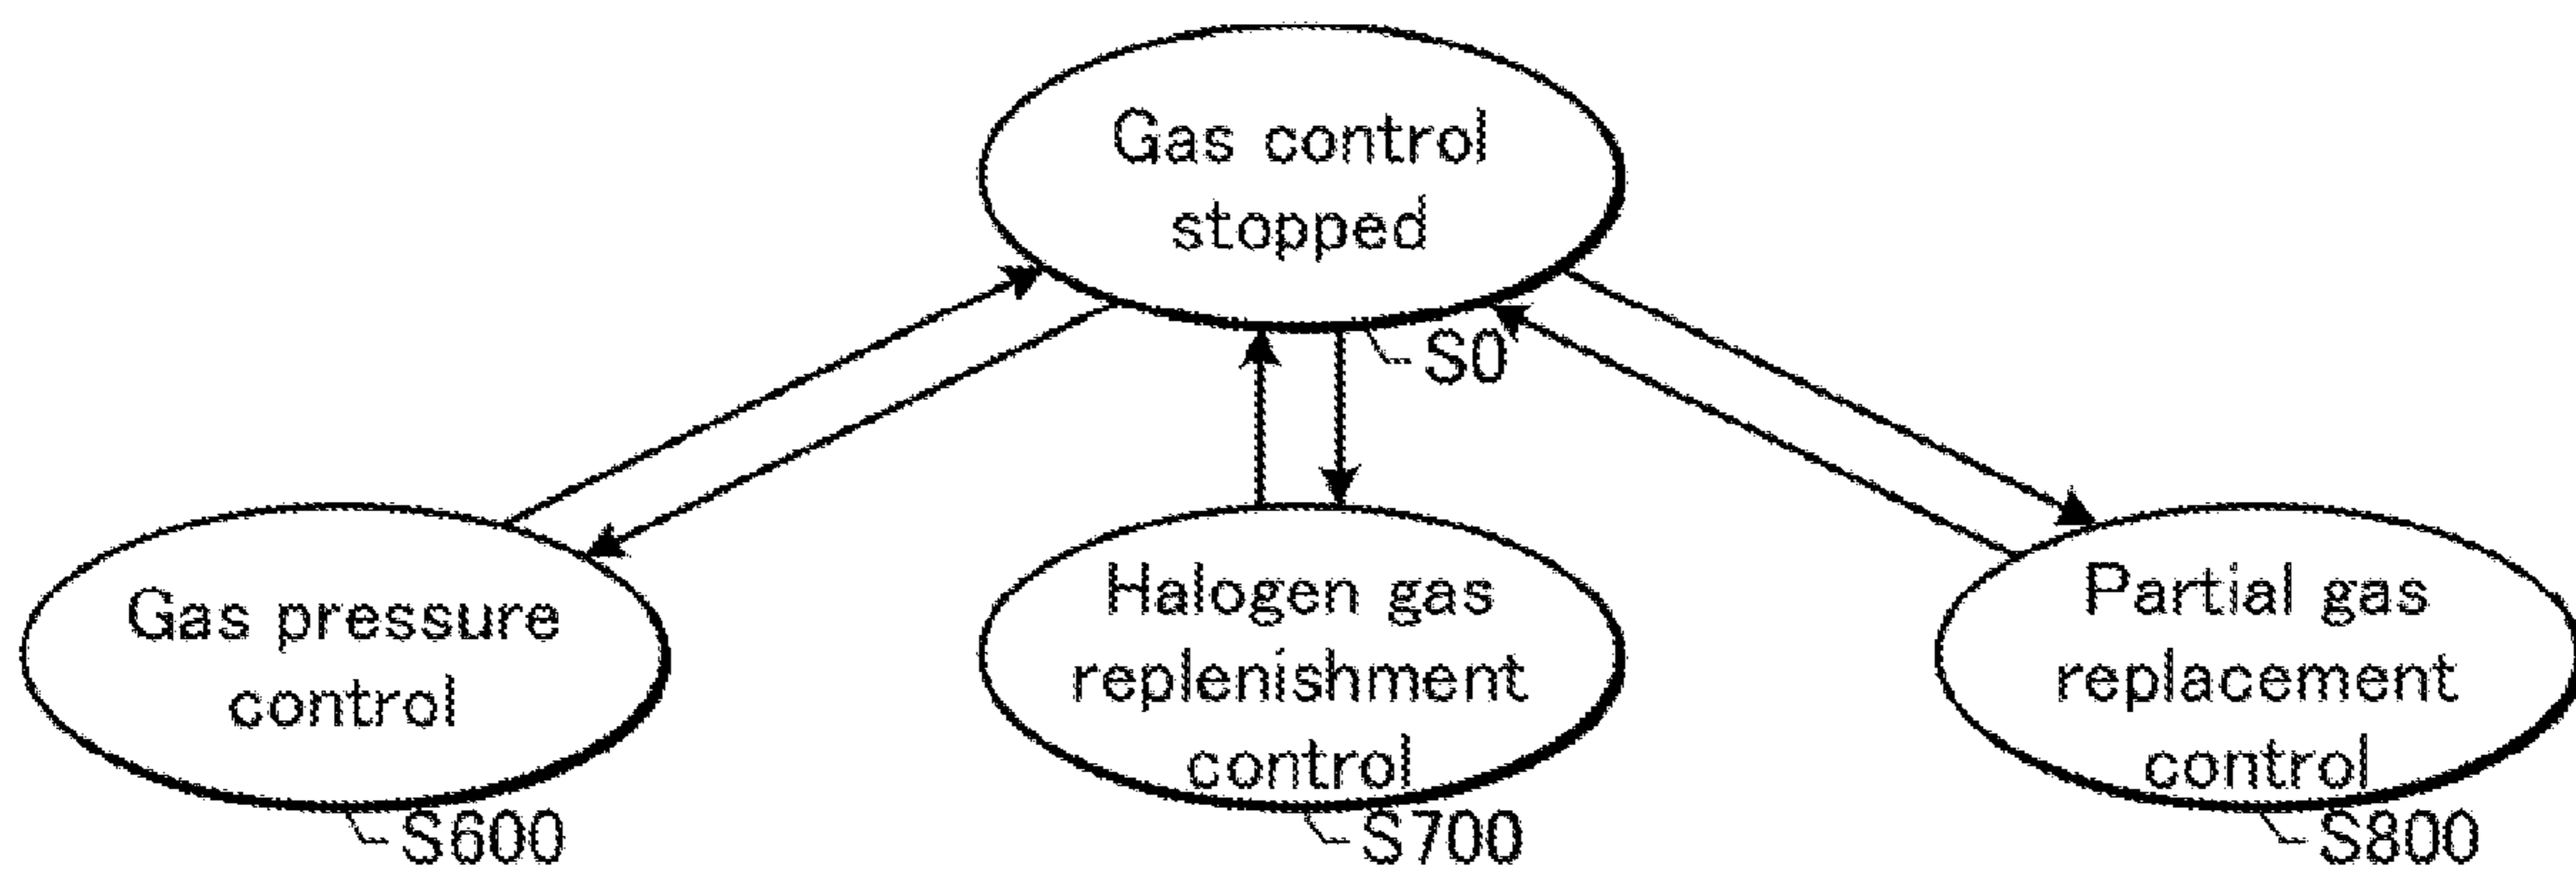 Gas control
stopped
S0
Gas pressure
control
S600
Halogen gas
replenishment
control
S700
Partial gas
replacement
control
S800